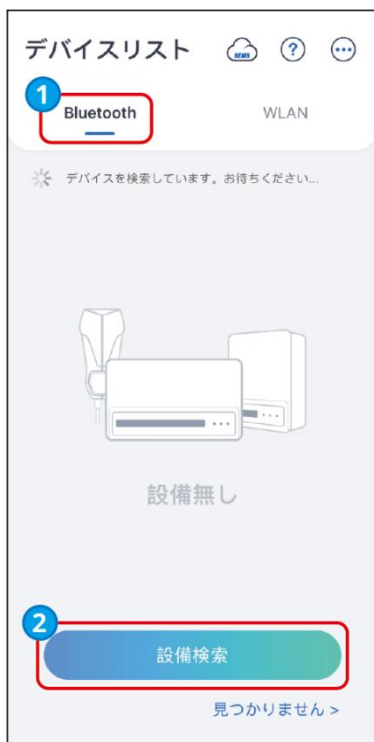 デバイスリスト
SEMS
?
1
Bluetooth
WLAN
デバイスを検索しています。お待ちください...
設備無し
2
設備検索
見つかりません >